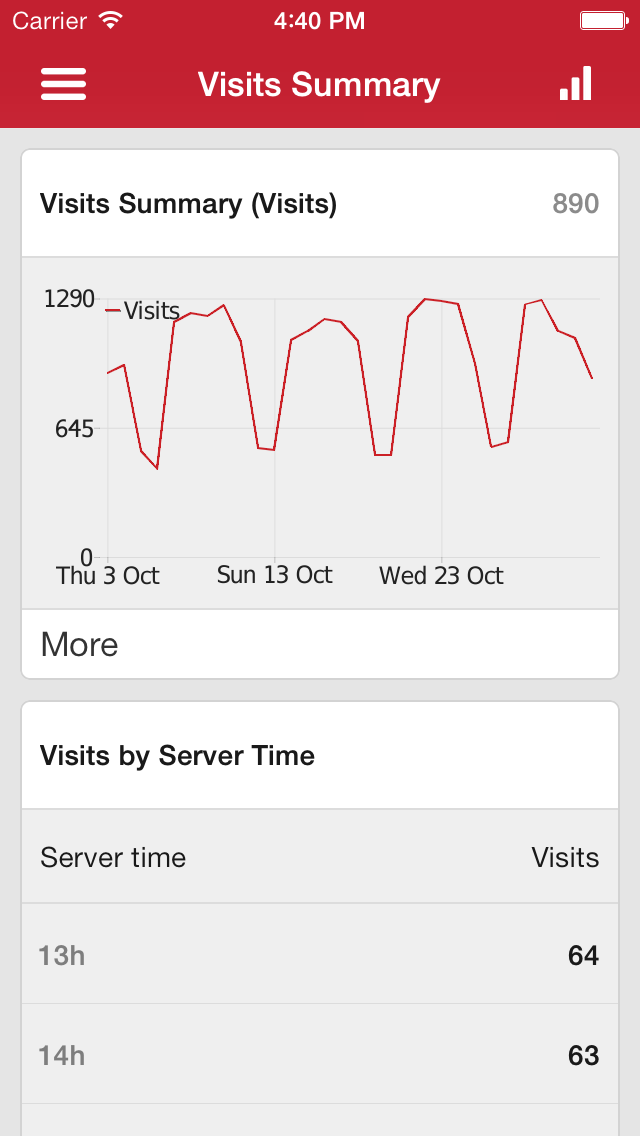 Carrier 4:40 PM
Visits Summary
Visits Summary (Visits) 890
1290
Visits
645
0
Thu 3 Oct Sun 13 Oct Wed 23 Oct
More
Visits by Server Time
Server time Visits
13h 64
14h 63